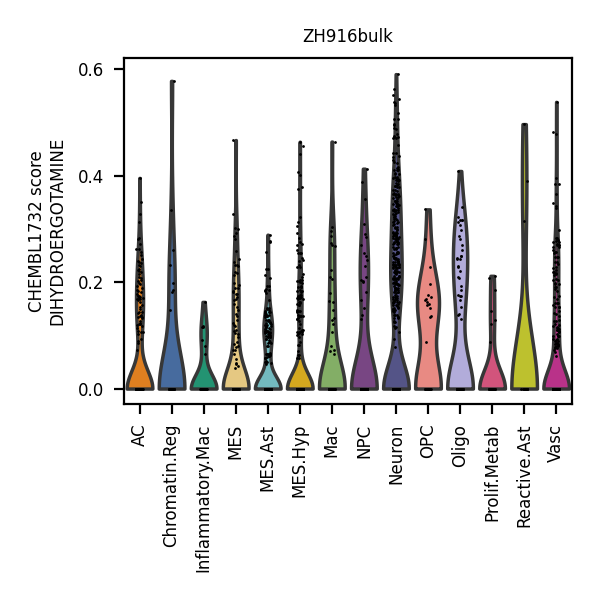 ZH916bulk
CHEMBL1732 score
DIHYDROERGOTAMINE
0.6
0.4
0.2
0.0
AC
Chromatin.Reg
Inflammatory.Mac
MES
MES.Ast
MES.Hyp
Mac
NPC
Neuron
OPC
Oligo
Prolif.Metab
Reactive.Ast
Vasc